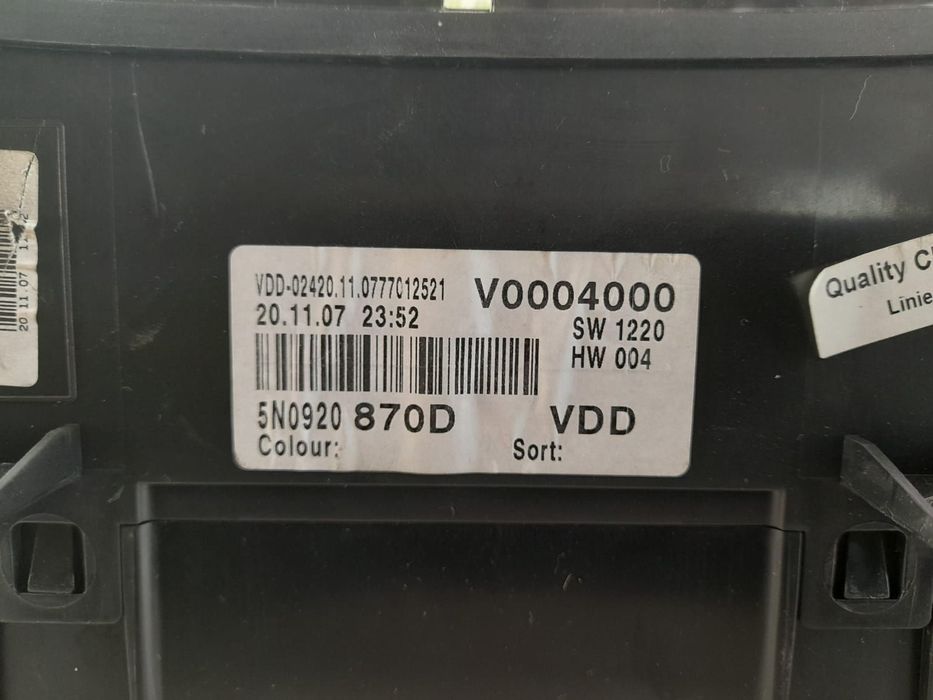 VDD-02420.11.0777012521 V0004000
20.11.07 23:52 SW 1220
HW 004
5N0920 870D VDD
Colour: Sort:
Quality
Linie
20 11 07